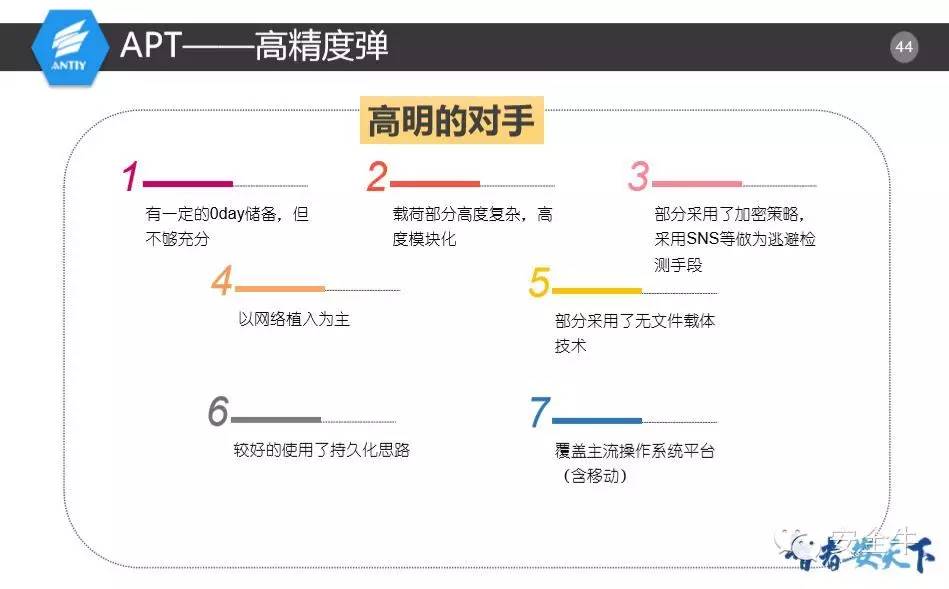 ANTIY
APT——高精度弹
44
高明的对手
1
有一定的0day储备，但
不够充分
2
载荷部分高度复杂，高
度模块化
3
部分采用了加密策略，
采用SNS等做为逃避检
测手段
4
以网络植入为主
5
部分采用了无文件载体
技术
6
较好的使用了持久化思路
7
覆盖主流操作系统平台
（含移动）
安全牛
智者安天下